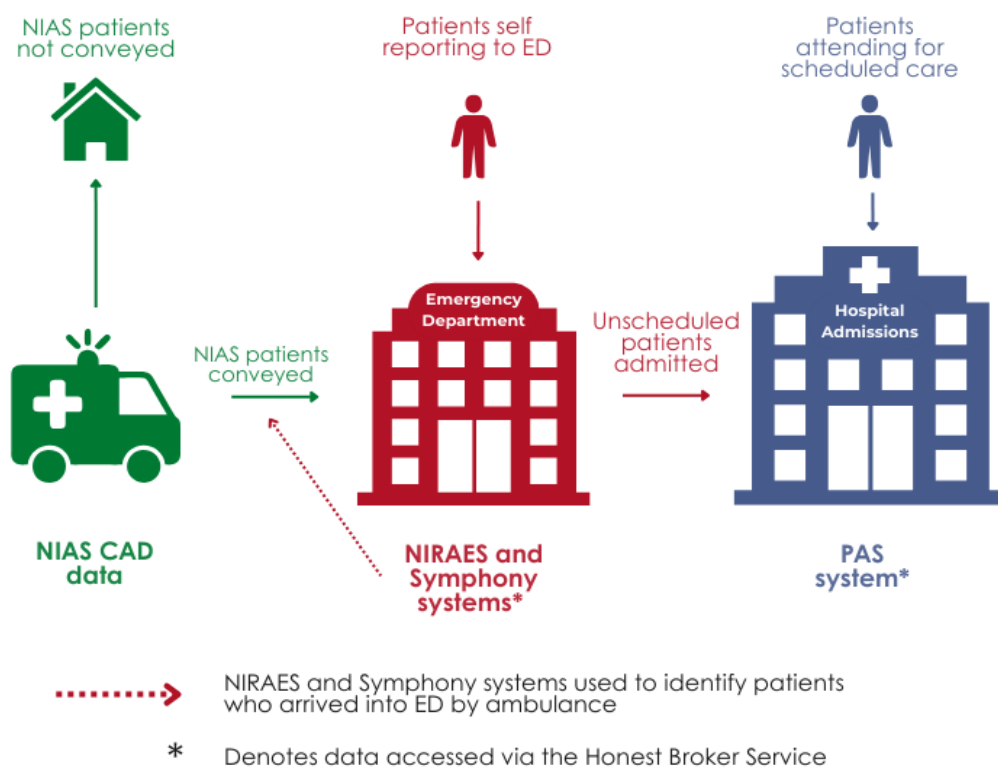 NIAS patients
not conveyed
Patients self
reporting to ED
Patients
attending for
scheduled care
Emergency
Department
Hospital
Admissions
NIAS patients
conveyed
Unscheduled
patients
admitted
NIAS CAD
data
NIRAES and
Symphony
systems*
PAS
system*
NIRAES and Symphony systems used to identify patients
who arrived into ED by ambulance
* Denotes data accessed via the Honest Broker Service